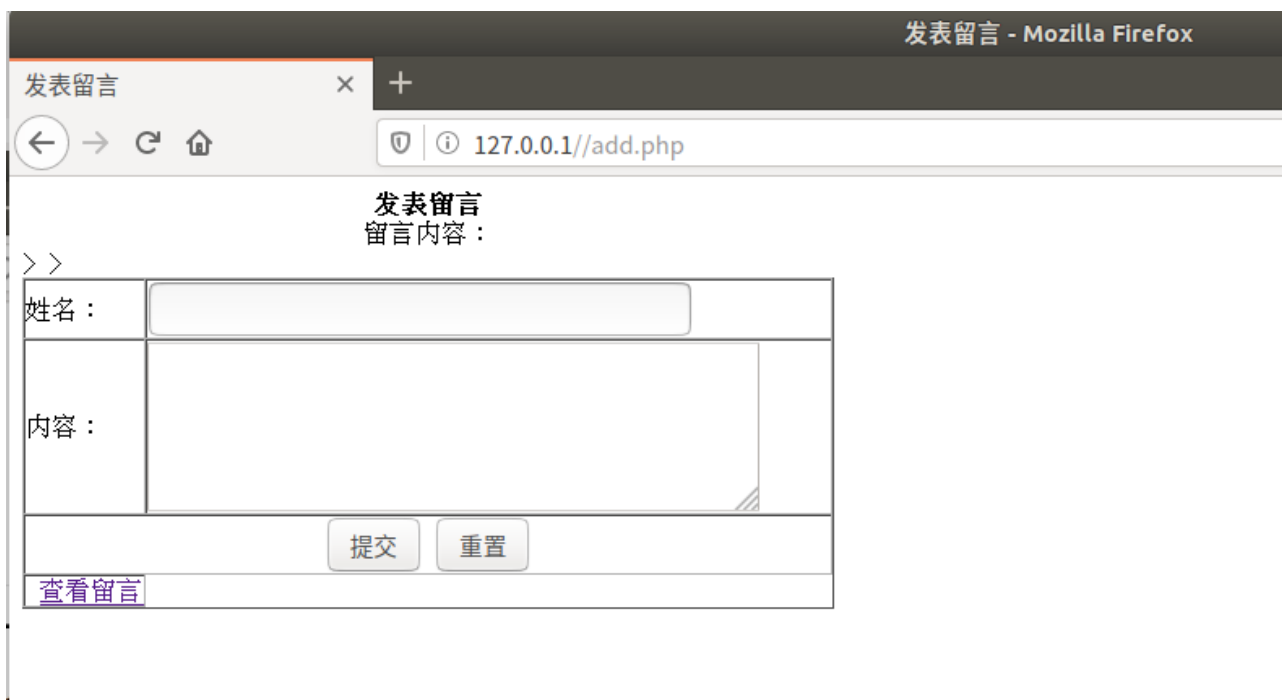 发表留言 - Mozilla Firefox
发表留言
127.0.0.1//add.php
发表留言
留言内容：
> >
姓名：
内容：
提交 重置
查看留言